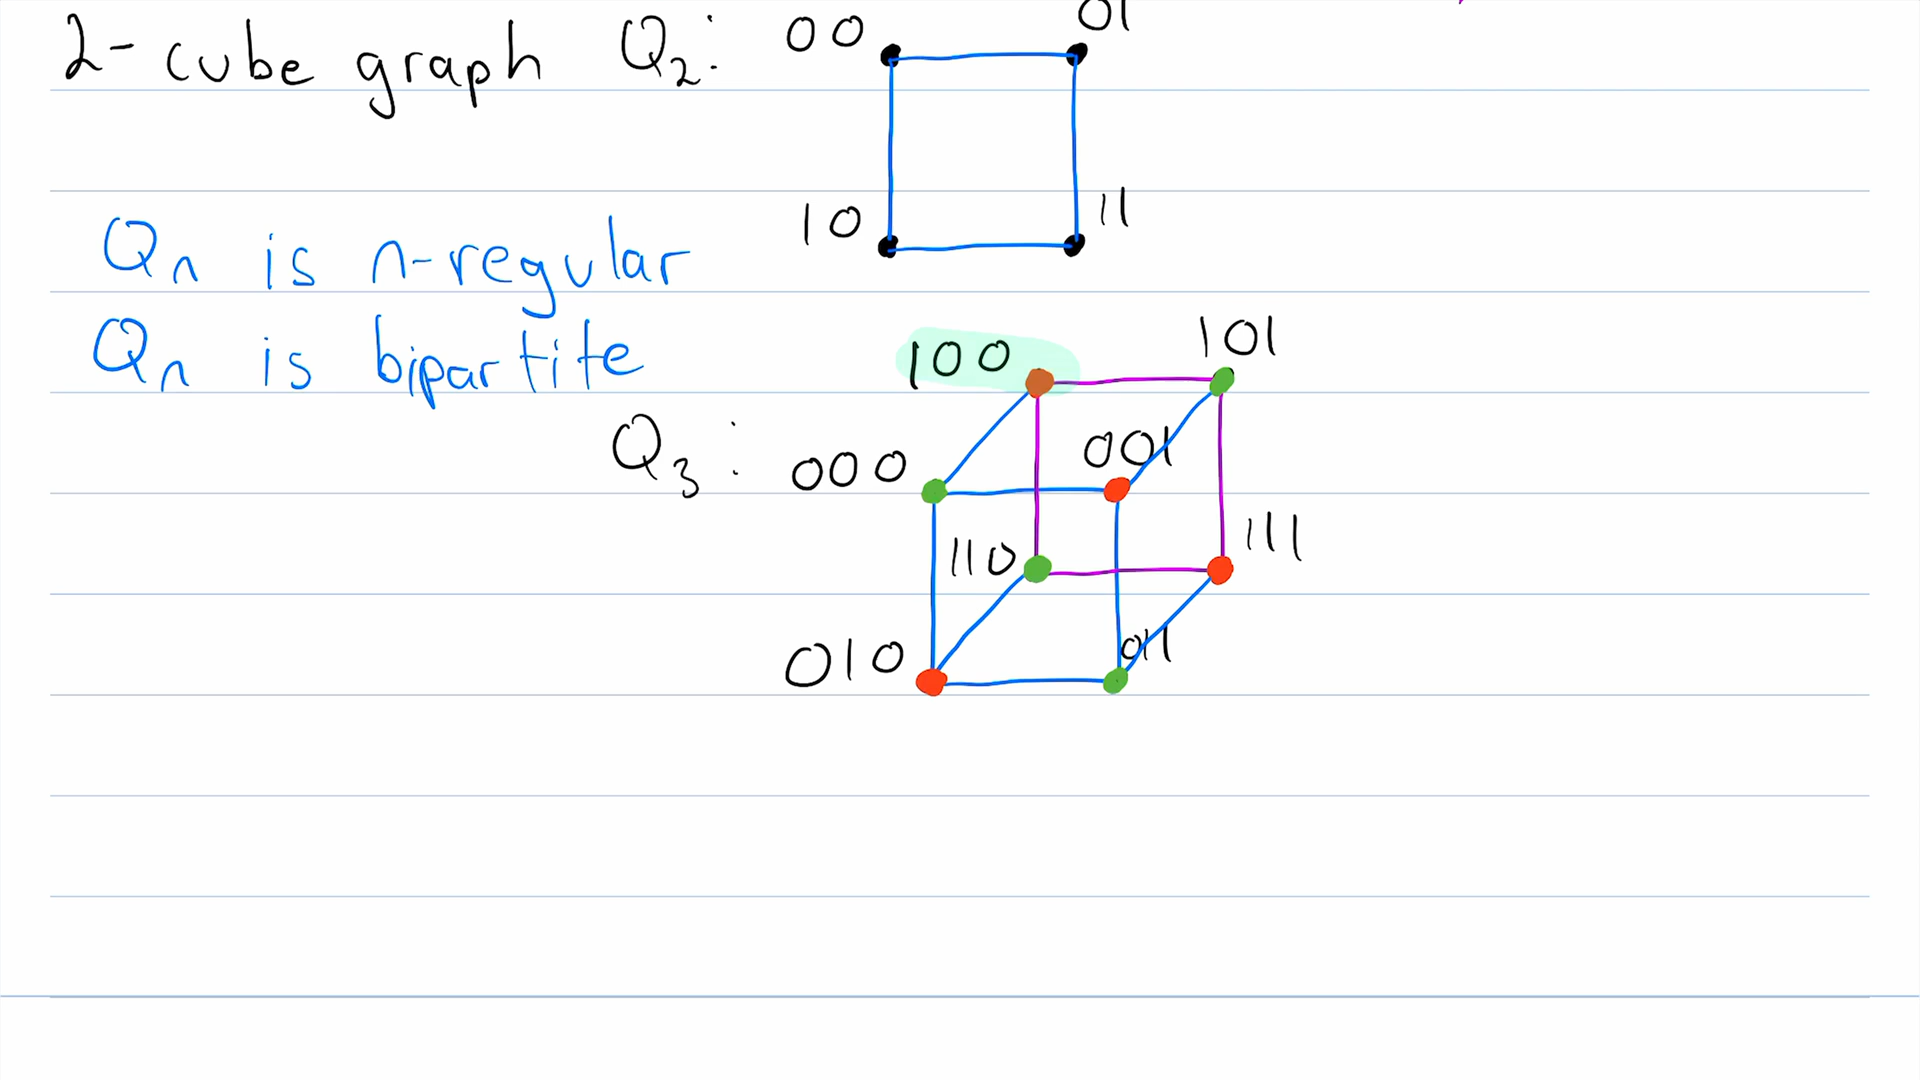 2-cube graph Q₂: 00 01
10 11
Qₙ is n-regular
Qₙ is bipartite
100 101
Q₃: 000 001
110 111
010 011